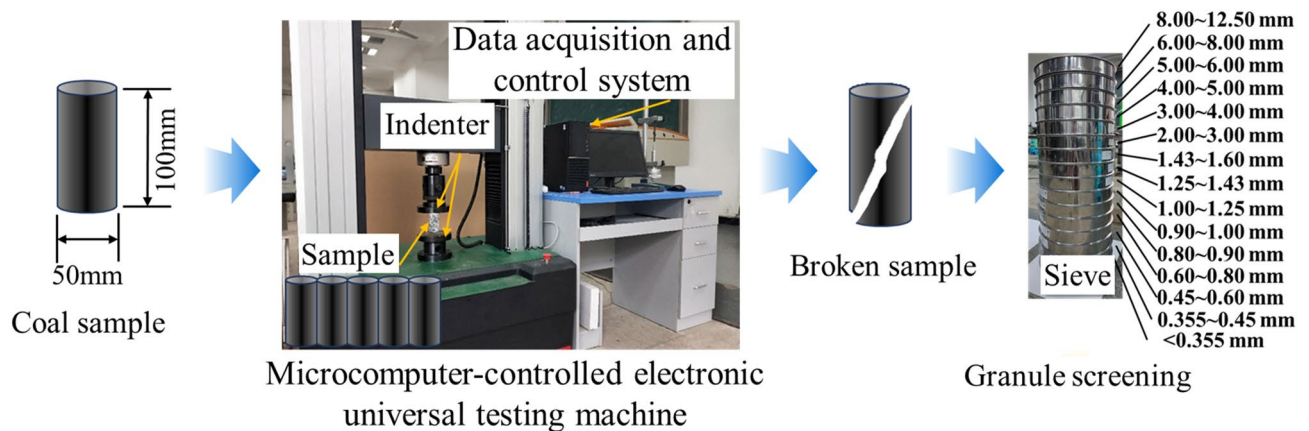 100mm
50mm
Coal sample
Data acquisition and
control system
Indenter
Sample
Microcomputer-controlled electronic
universal testing machine
Broken sample
8.00~12.50 mm
6.00~8.00 mm
5.00~6.00 mm
4.00~5.00 mm
3.00~4.00 mm
2.00~3.00 mm
1.43~1.60 mm
1.25~1.43 mm
1.00~1.25 mm
0.90~1.00 mm
0.80~0.90 mm
0.60~0.80 mm
0.45~0.60 mm
0.355~0.45 mm
<0.355 mm
Sieve
Granule screening